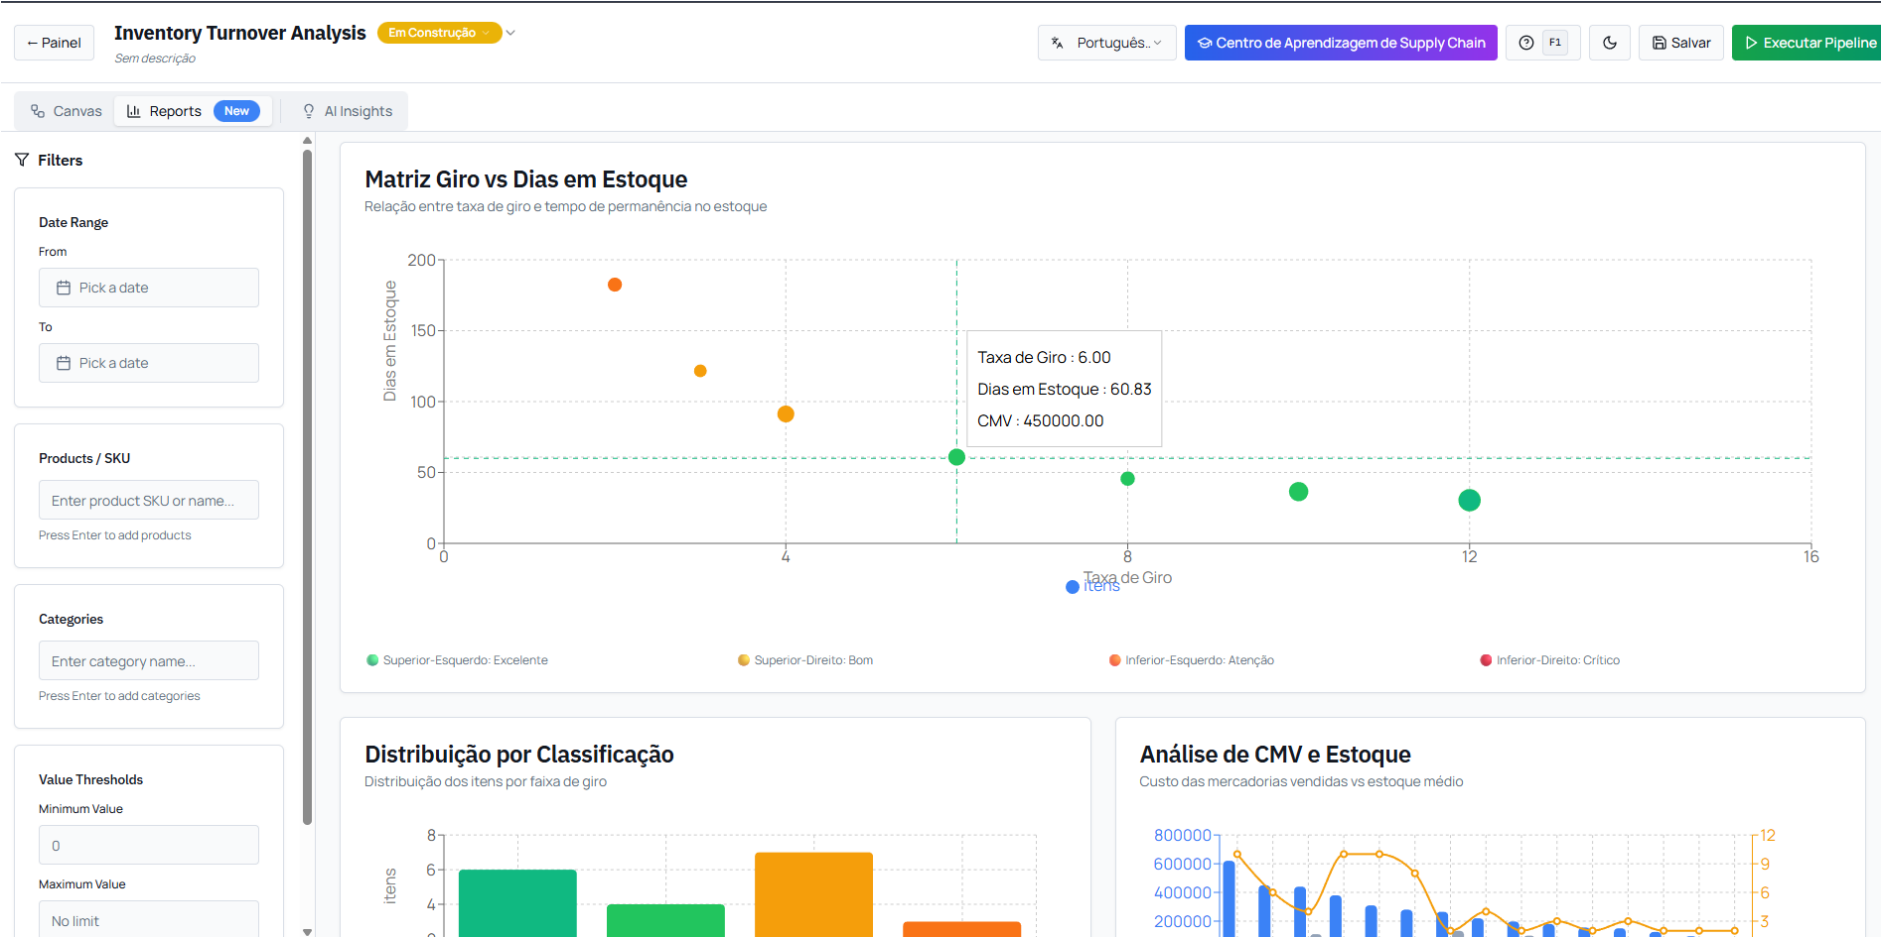 ← Painel
Inventory Turnover Analysis
Em Construção
Sem descrição
Português..
Centro de Aprendizagem de Supply Chain
F1
Salvar
Executar Pipeline
Canvas
Reports
New
AI Insights
Filters
Date Range
From
Pick a date
To
Pick a date
Products / SKU
Enter product SKU or name...
Press Enter to add products
Categories
Enter category name...
Press Enter to add categories
Value Thresholds
Minimum Value
0
Maximum Value
No limit
Matriz Giro vs Dias em Estoque
Relação entre taxa de giro e tempo de permanência no estoque
Dias em Estoque
200
150
100
50
0
Taxa de Giro : 6.00
Dias em Estoque : 60.83
CMV : 450000.00
0 4 8 12 16
Taxa de Giro
itens
Superior-Esquerdo: Excelente
Superior-Direito: Bom
Inferior-Esquerdo: Atenção
Inferior-Direito: Crítico
Distribuição por Classificação
Distribuição dos itens por faixa de giro
itens
8
6
4
Análise de CMV e Estoque
Custo das mercadorias vendidas vs estoque médio
800000
600000
400000
200000
12
9
6
3